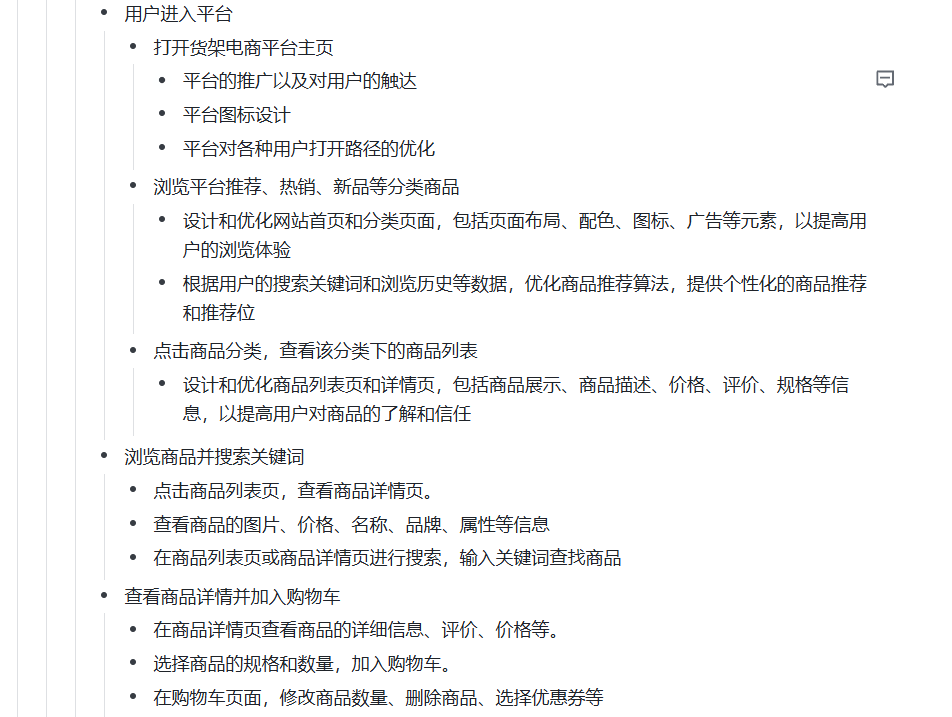 用户进入平台
打开货架电商平台主页
平台的推广以及对用户的触达
平台图标设计
平台对各种用户打开路径的优化
浏览平台推荐、热销、新品等分类商品
设计和优化网站首页和分类页面，包括页面布局、配色、图标、广告等元素，以提高用
户的浏览体验
根据用户的搜索关键词和浏览历史等数据，优化商品推荐算法，提供个性化的商品推荐
和推荐位
点击商品分类，查看该分类下的商品列表
设计和优化商品列表页和详情页，包括商品展示、商品描述、价格、评价、规格等信
息，以提高用户对商品的了解和信任
浏览商品并搜索关键词
点击商品列表页，查看商品详情页。
查看商品的图片、价格、名称、品牌、属性等信息
在商品列表页或商品详情页进行搜索，输入关键词查找商品
查看商品详情并加入购物车
在商品详情页查看商品的详细信息、评价、价格等。
选择商品的规格和数量，加入购物车。
在购物车页面，修改商品数量、删除商品、选择优惠券等